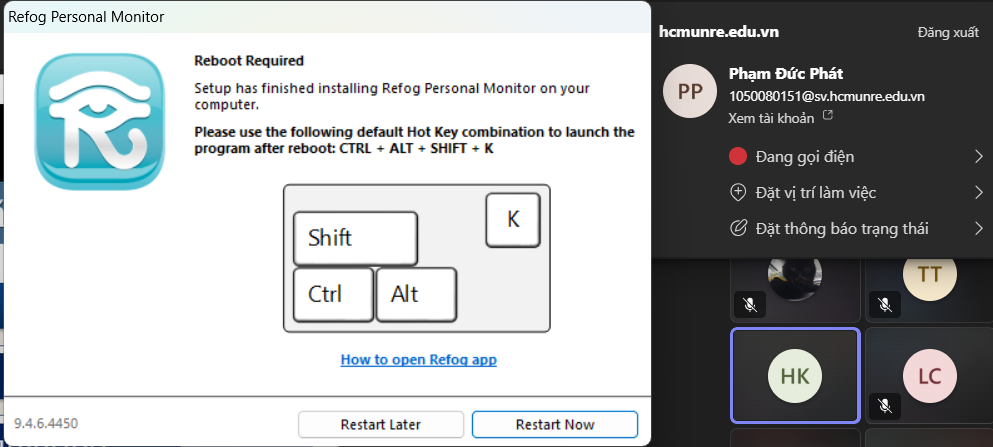 Refog Personal Monitor
Reboot Required
Setup has finished installing Refog Personal Monitor on your
computer.
Please use the following default Hot Key combination to launch the
program after reboot: CTRL + ALT + SHIFT + K
K
Shift
Ctrl
Alt
How to open Refog app
9.4.6.4450
Restart Later
Restart Now
hcmunre.edu.vn
Đăng xuất
PP
Phạm Đức Phát
1050080151@sv.hcmunre.edu.vn
Xem tài khoản
Đang gọi điện
Đặt vị trí làm việc
Đặt thông báo trạng thái
TT
HK
LC